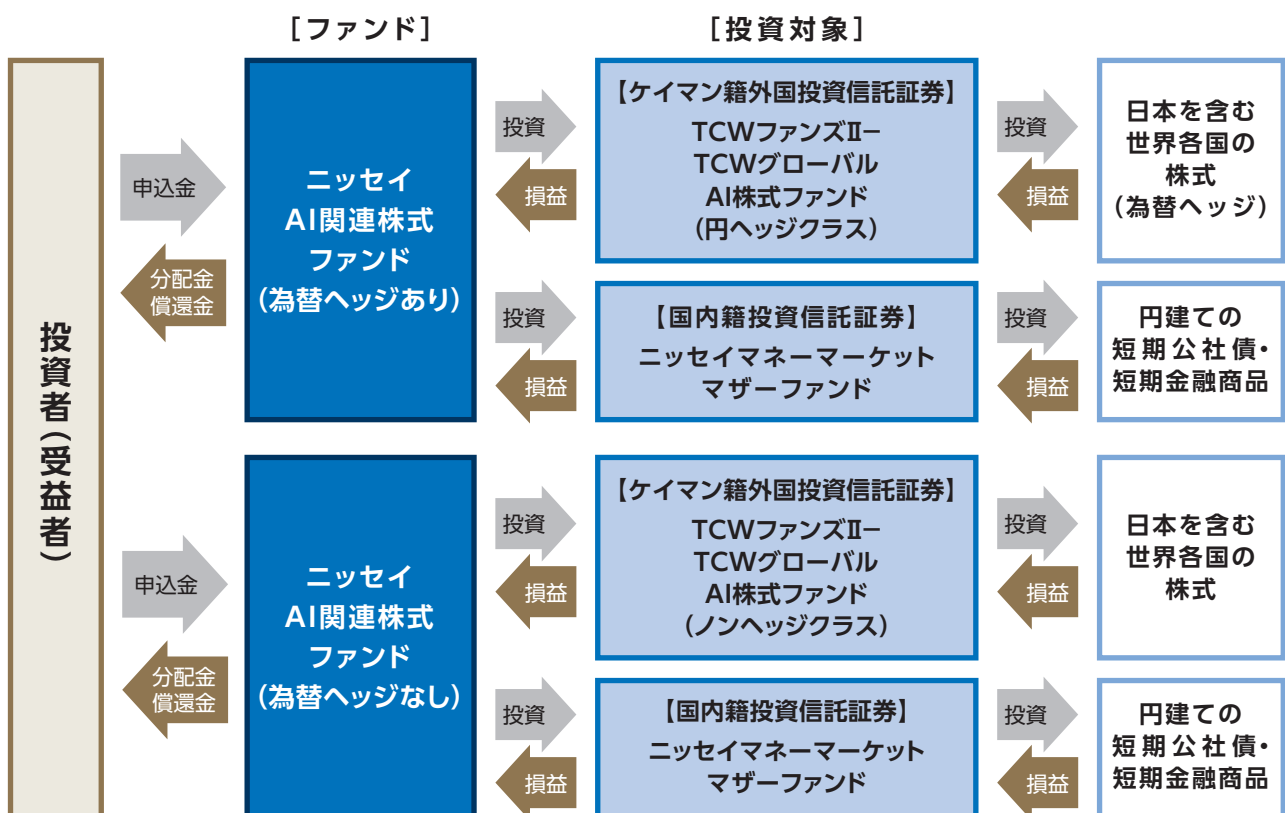 ［ファンド］
［投資対象］
投資者（受益者）
申込金
分配金
償還金
ニッセイ
AI関連株式
ファンド
（為替ヘッジあり）
投資
損益
【ケイマン籍外国投資信託証券】
TCWファンズⅡー
TCWグローバル
AI株式ファンド
（円ヘッジクラス）
投資
損益
日本を含む
世界各国の
株式
（為替ヘッジ）
投資
損益
【国内籍投資信託証券】
ニッセイマネーマーケット
マザーファンド
投資
損益
円建ての
短期公社債・
短期金融商品
申込金
分配金
償還金
ニッセイ
AI関連株式
ファンド
（為替ヘッジなし）
投資
損益
【ケイマン籍外国投資信託証券】
TCWファンズⅡー
TCWグローバル
AI株式ファンド
（ノンヘッジクラス）
投資
損益
日本を含む
世界各国の
株式
投資
損益
【国内籍投資信託証券】
ニッセイマネーマーケット
マザーファンド
投資
損益
円建ての
短期公社債・
短期金融商品